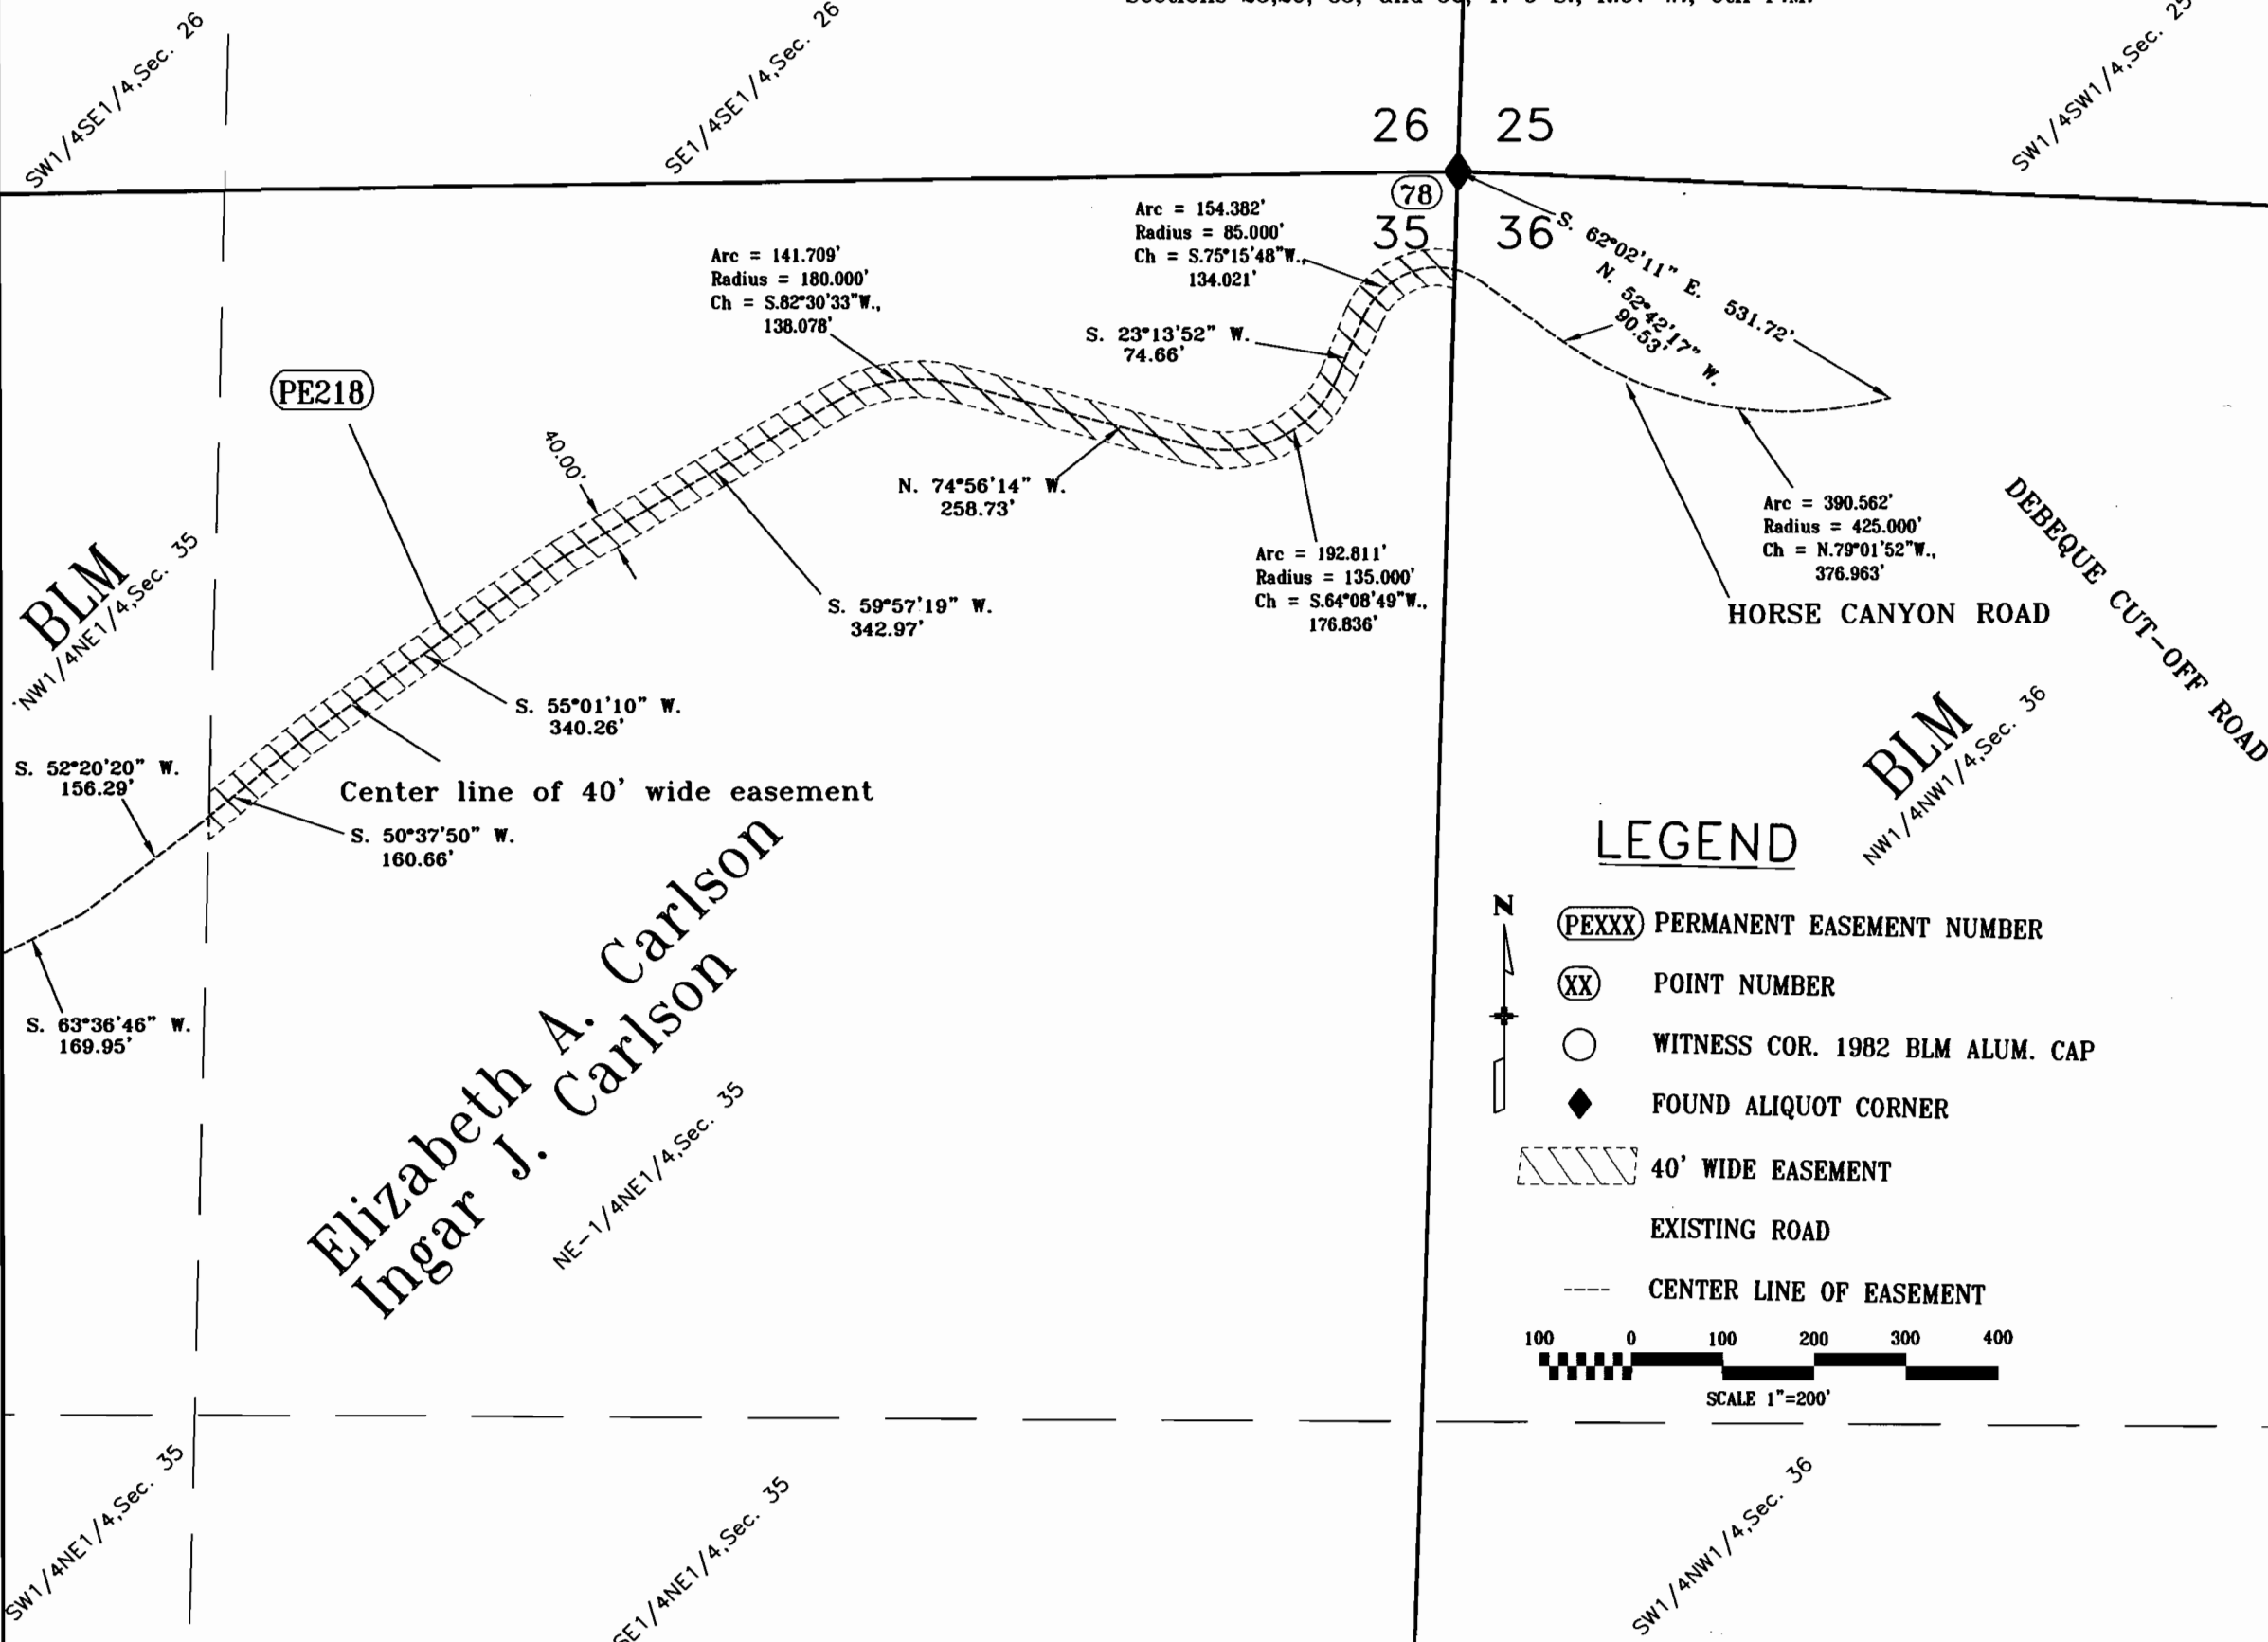 SW1/4SE1/4,Sec. 26
SE1/4SE1/4,Sec. 26
SW1/4SW1/4,Sec. 25
26
25
78
35
36
S. 62°02'11" E. 531.72'
N. 52°42'17" W.
90.53'
Arc = 154.382'
Radius = 85.000'
Ch = S.75°15'48"W.,
134.021'
Arc = 141.709'
Radius = 180.000'
Ch = S.82°30'33"W.,
138.078'
S. 23°13'52" W.
74.66'
PE218
40.00'
N. 74°56'14" W.
258.73'
Arc = 390.562'
Radius = 425.000'
Ch = N.79°01'52"W.,
376.963'
Arc = 192.811'
Radius = 135.000'
Ch = S.64°08'49"W.,
176.836'
HORSE CANYON ROAD
DEBEQUE CUT-OFF ROAD
BLM
NW1/4NE1/4,Sec. 35
S. 59°57'19" W.
342.97'
S. 55°01'10" W.
340.26'
S. 52°20'20" W.
156.29'
Center line of 40' wide easement
S. 50°37'50" W.
160.66'
S. 63°36'46" W.
169.95'
BLM
NW1/4NW1/4,Sec. 36
Elizabeth A. Carlson
Ingar J. Carlson
NE-1/4NE1/4,Sec. 35
LEGEND
N
PEXXX PERMANENT EASEMENT NUMBER
XX POINT NUMBER
WITNESS COR. 1982 BLM ALUM. CAP
FOUND ALIQUOT CORNER
40' WIDE EASEMENT
EXISTING ROAD
CENTER LINE OF EASEMENT
100 0 100 200 300 400
SCALE 1"=200'
SW1/4NE1/4,Sec. 35
SE1/4NE1/4,Sec. 35
SW1/4NW1/4,Sec. 36